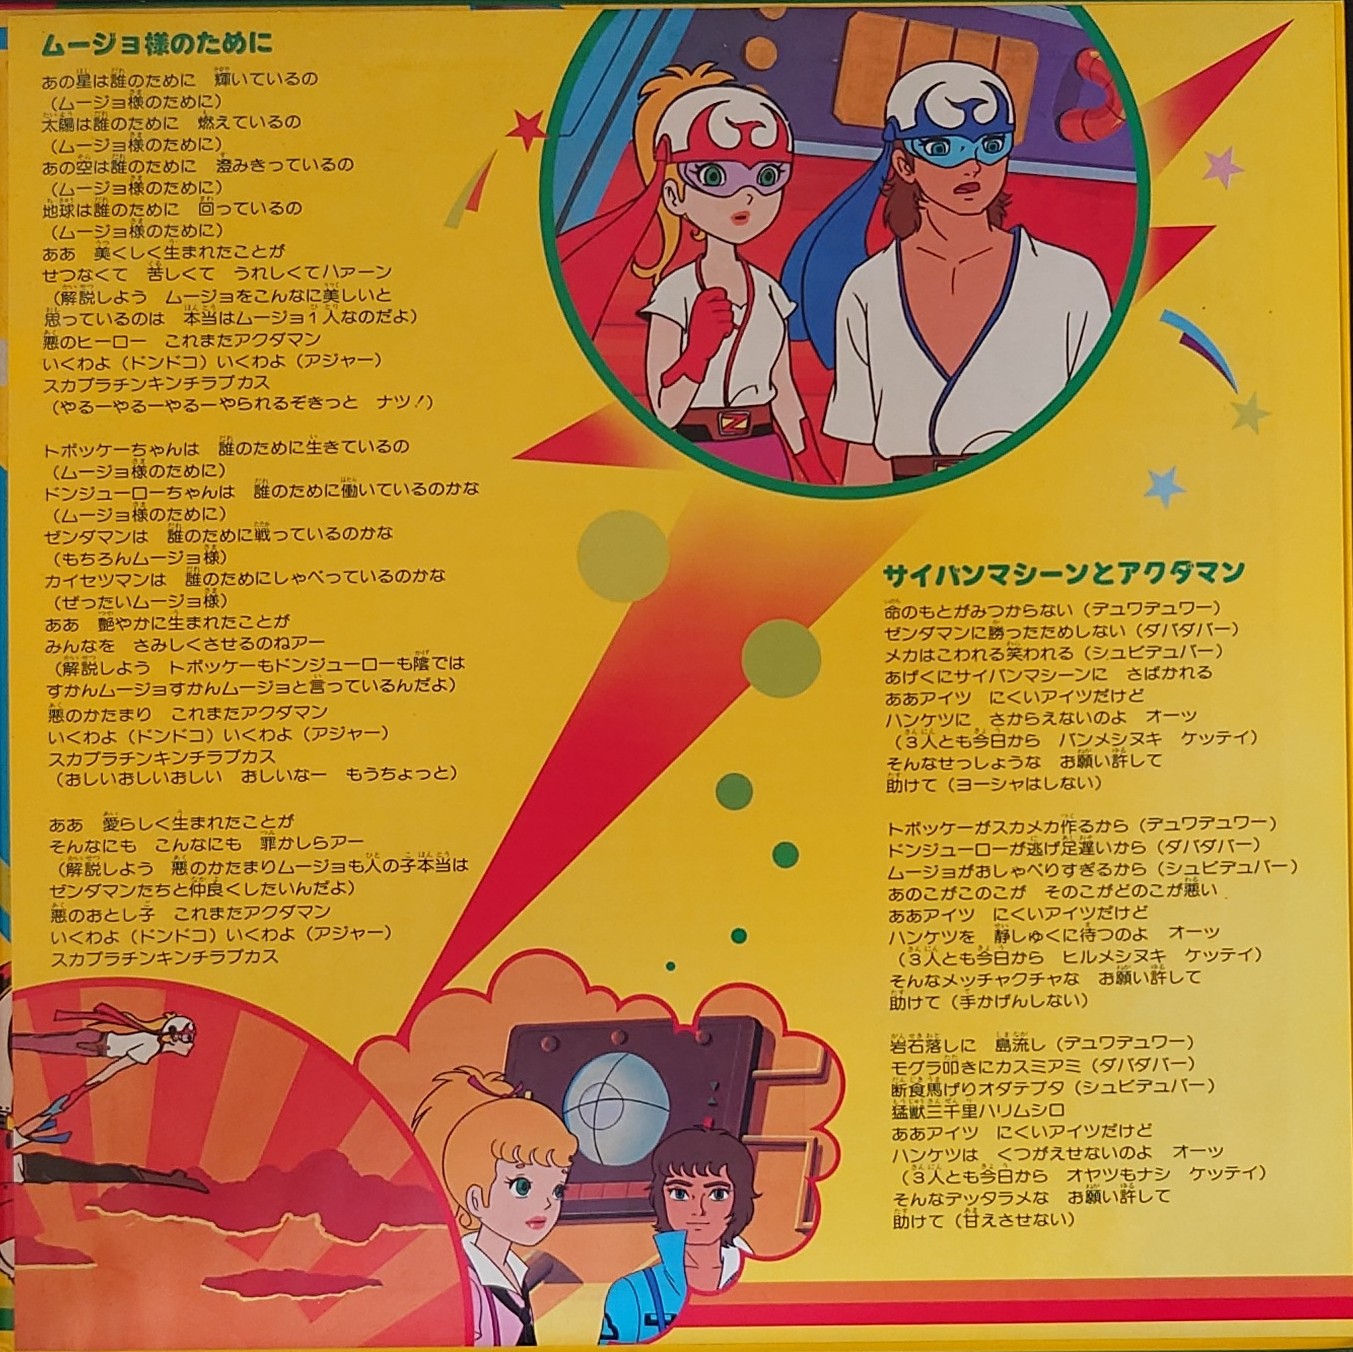 ムージョ様のために
あの星は誰のために　輝いているの
（ムージョ様のために）
太陽は誰のために　燃えているの
（ムージョ様のために）
あの空は誰のために　澄みきっているの
（ムージョ様のために）
地球は誰のために　回っているの
（ムージョ様のために）
ああ　美くしく生まれたことが
せつなくて　苦しくて　うれしくてハァーン
（解説しよう　ムージョをこんなに美しいと
思っているのは　本当はムージョ１人なのだよ）
悪のヒーロー　これまたアクダマン
いくわよ（ドンドコ）いくわよ（アジャー）
スカプラチンキンチラプカス
（やるーやるーやるーやられるぞきっと　ナツ！）
トボッケーちゃんは　誰のために生きているの
（ムージョ様のために）
ドンジューローちゃんは　誰のために働いているのかな
（ムージョ様のために）
ゼンダマンは　誰のために戦っているのかな
（もちろんムージョ様）
カイセツマンは　誰のためにしゃべっているのかな
（ぜったいムージョ様）
ああ　艶やかに生まれたことが
みんなを　さみしくさせるのねアー
（解説しよう　トボッケーもドンジューローも陰では
すかんムージョすかんムージョと言っているんだよ）
悪のかたまり　これまたアクダマン
いくわよ（ドンドコ）いくわよ（アジャー）
スカプラチンキンチラプカス
（おしいおしいおしい　おしいなー　もうちょっと）
ああ　愛らしく生まれたことが
そんなにも　こんなにも　罪かしらアー
（解説しよう　悪のかたまりムージョも人の子本当は
ゼンダマンたちと仲良くしたいんだよ）
悪のおとし子　これまたアクダマン
いくわよ（ドンドコ）いくわよ（アジャー）
スカプラチンキンチラプカス
サイバンマシーンとアクダマン
命のもとがみつからない（デュワデュワー）
ゼンダマンに勝ったためしない（ダバダバー）
メカはこわれる笑われる（シュビデュバー）
あげくにサイバンマシーンに　さばかれる
ああアイツ　にくいアイツだけど
ハンケツに　さからえないのよ　オーツ
（３人とも今日から　バンメシヌキ　ケッテイ）
そんなせっしょうな　お願い許して
助けて（ヨーシャはしない）
トボッケーがスカメカ作るから（デュワデュワー）
ドンジューローが逃げ足遅いから（ダバダバー）
ムージョがおしゃべりすぎるから（シュビデュバー）
あのこがこのこが　そのこがどのこが悪い
ああアイツ　にくいアイツだけど
ハンケツを　静しゅくに待つのよ　オーツ
（３人とも今日から　ヒルメシヌキ　ケッテイ）
そんなメッチャクチャな　お願い許して
助けて（手かげんしない）
岩石落しに　島流し（デュワデュワー）
モグラ叩きにカスミアミ（ダバダバー）
断食馬げりオダテブタ（シュビデュバー）
猛獣三千里ハリムシロ
ああアイツ　にくいアイツだけど
ハンケツは　くつがえせないのよ　オーツ
（３人とも今日から　オヤツもナシ　ケッテイ）
そんなデッタラメな　お願い許して
助けて（甘えさせない）